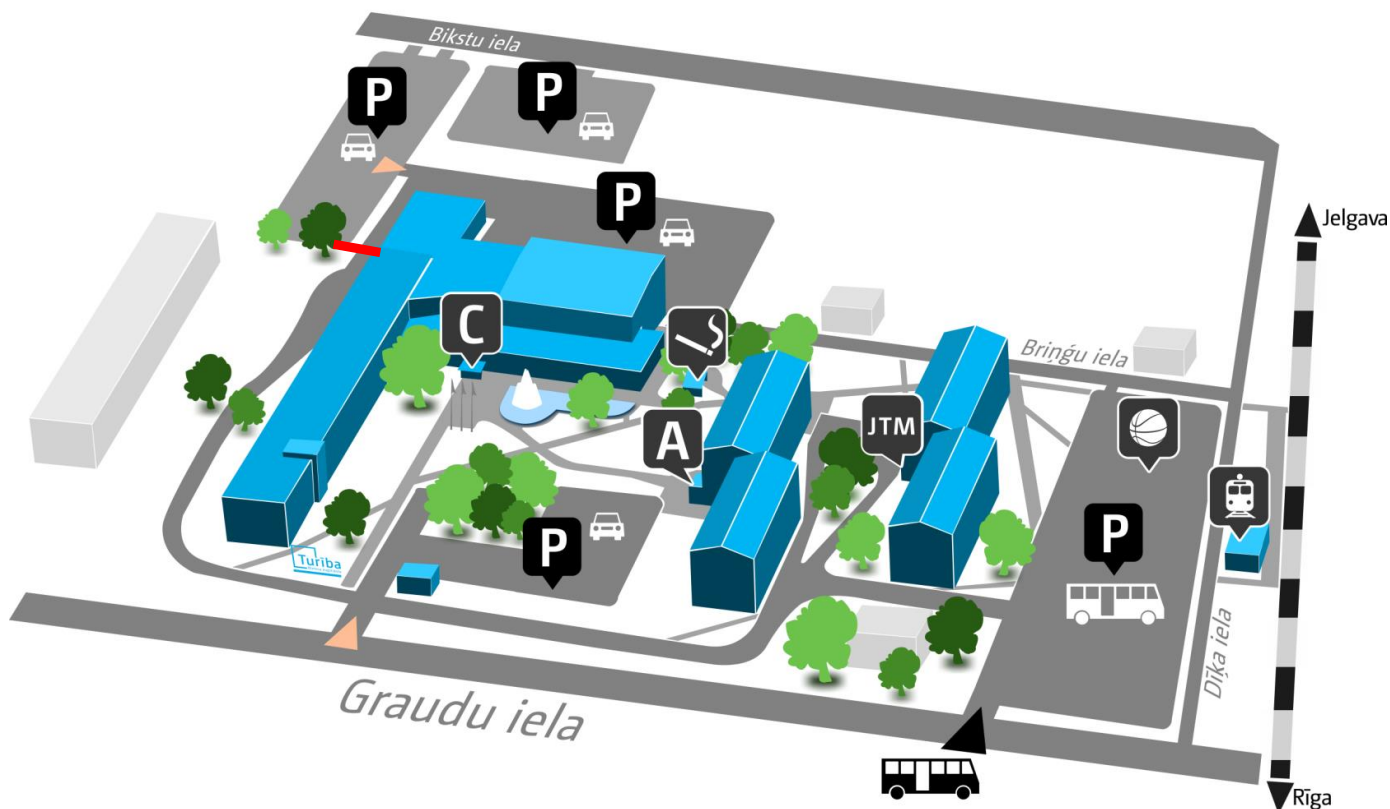 Bikstu iela
P
P
P
Jelgava
C
Briņģu iela
A
JTM
P
P
Turība
Dīķa iela
Graudu iela
Rīga